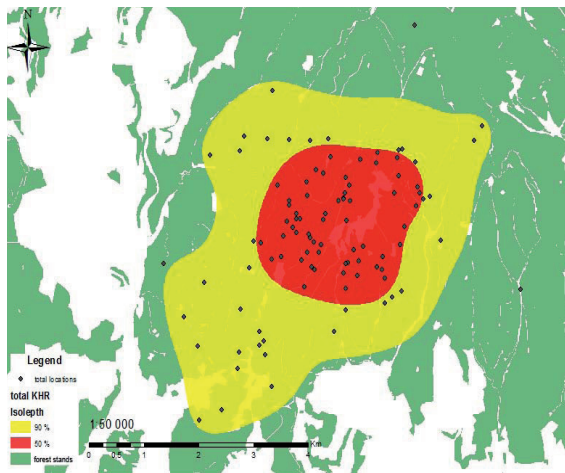 N
Legend
total locations
total KHR
Isolepth
90 %
50 %
forest stands
1:50 000
0 0.5 1 2 3 4
Km